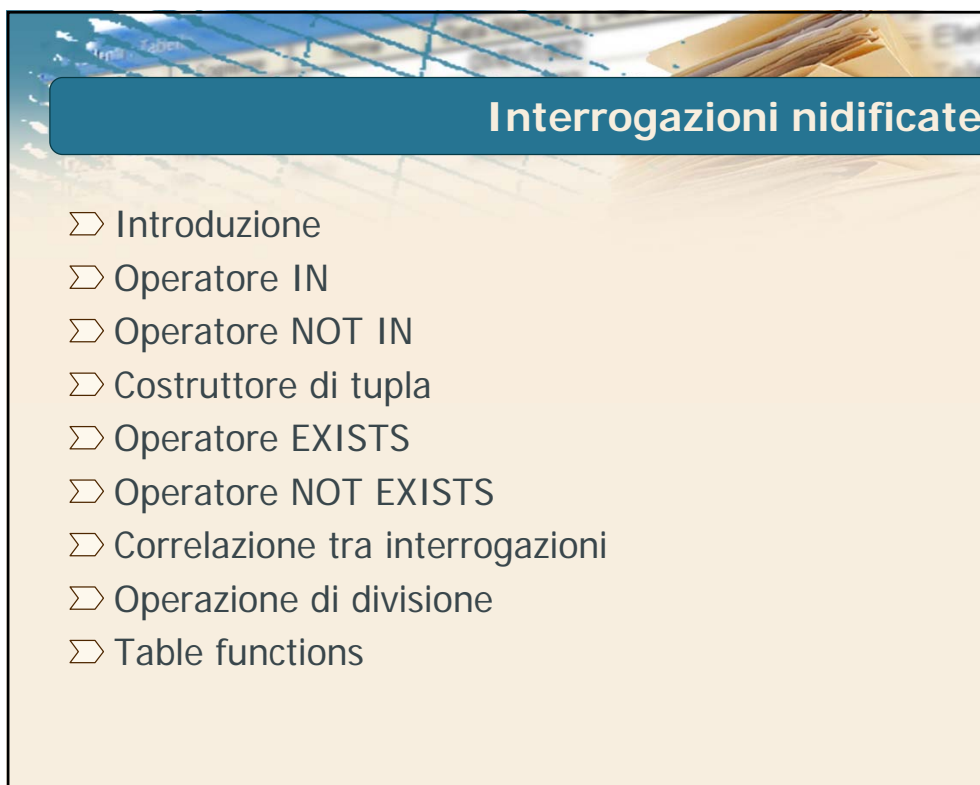 Interrogazioni nidificate
Introduzione
Operatore IN
Operatore NOT IN
Costruttore di tupla
Operatore EXISTS
Operatore NOT EXISTS
Correlazione tra interrogazioni
Operazione di divisione
Table functions